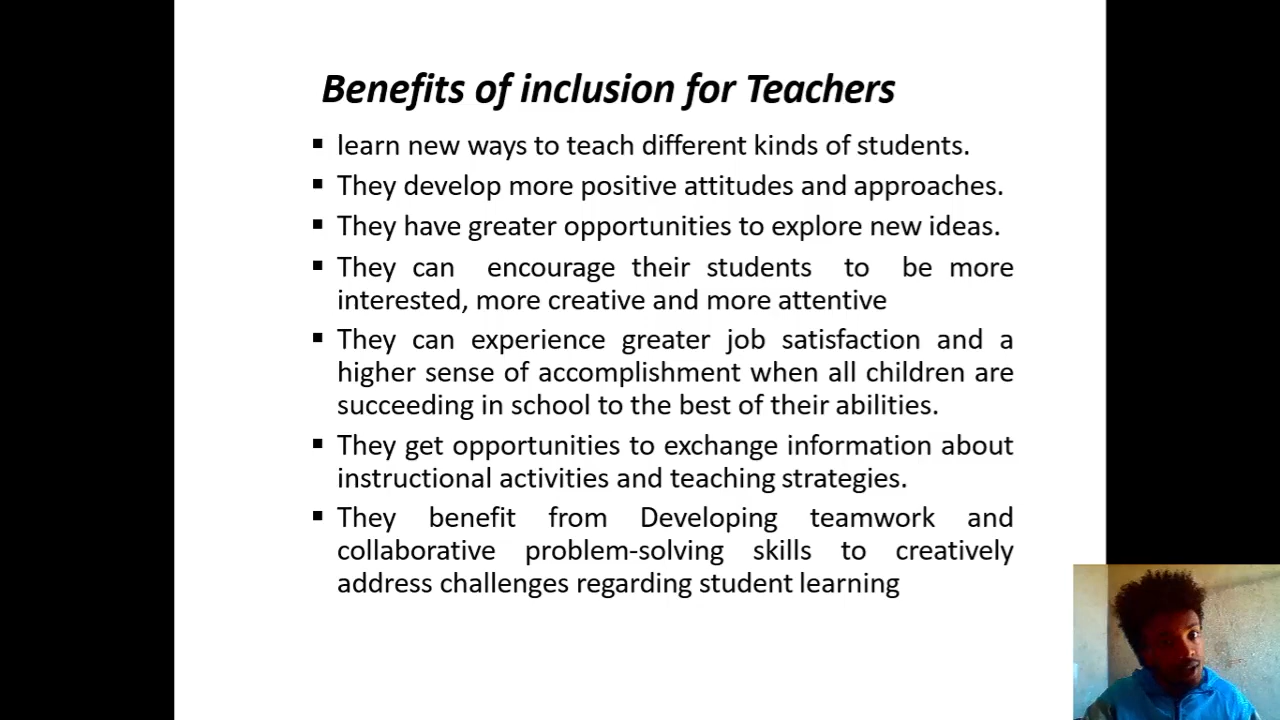 Benefits of inclusion for Teachers
▪ learn new ways to teach different kinds of students.
▪ They develop more positive attitudes and approaches.
▪ They have greater opportunities to explore new ideas.
▪ They can encourage their students to be more
interested, more creative and more attentive
▪ They can experience greater job satisfaction and a
higher sense of accomplishment when all children are
succeeding in school to the best of their abilities.
▪ They get opportunities to exchange information about
instructional activities and teaching strategies.
▪ They benefit from Developing teamwork and
collaborative problem-solving skills to creatively
address challenges regarding student learning